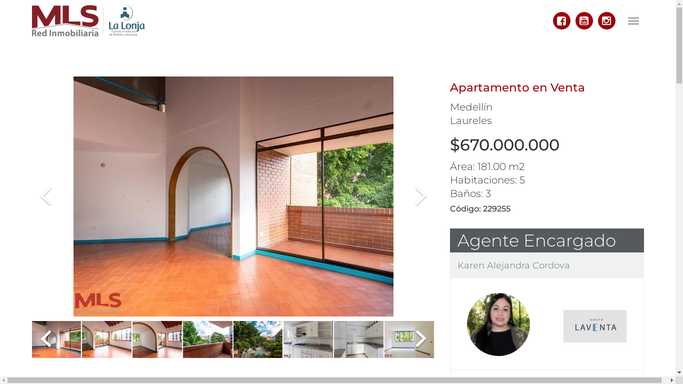 MLS
Red Inmobiliaria
La Lonja
Apartamento en Venta
Medellín
Laureles
$670.000.000
Área: 181.00 m2
Habitaciones: 5
Baños: 3
Código: 229255
MLS
Agente Encargado
Karen Alejandra Cordova
LAVENTA